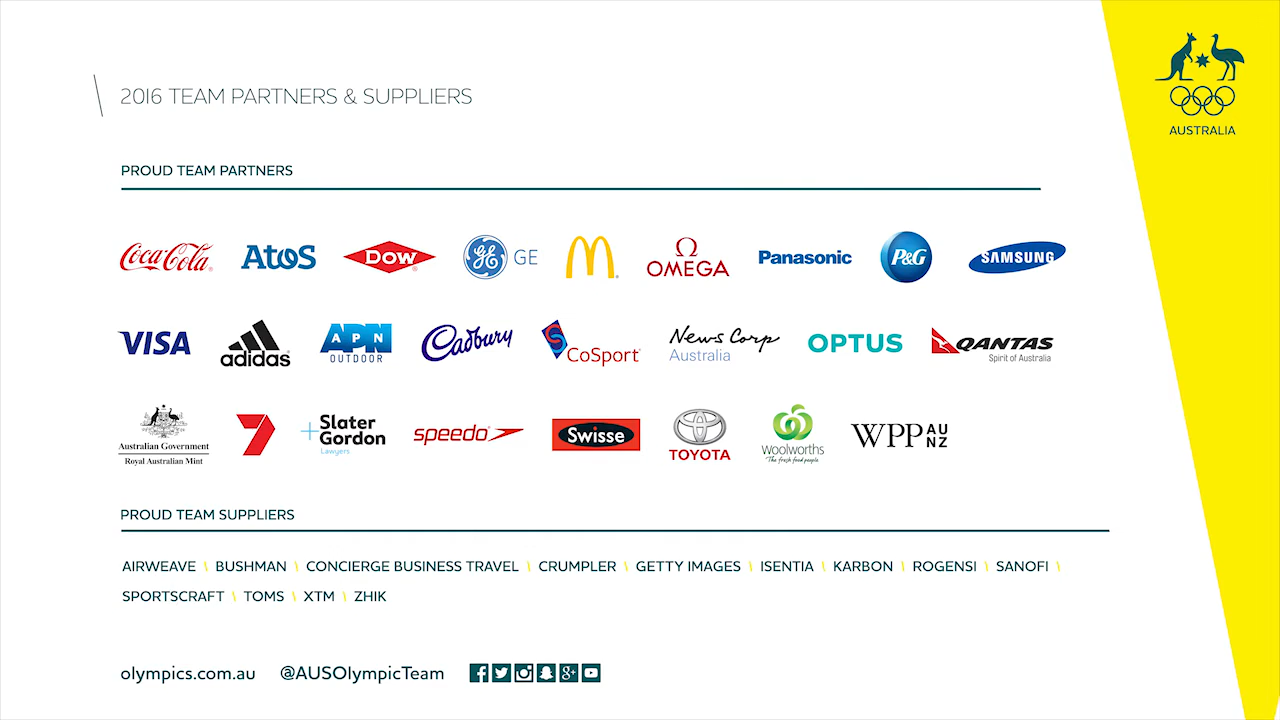 2016 TEAM PARTNERS & SUPPLIERS
AUSTRALIA
PROUD TEAM PARTNERS
Coca-Cola Atos DOW GE GE M OMEGA Panasonic P&G SAMSUNG
VISA adidas APN OUTDOOR Cadbury CoSport News Corp Australia OPTUS QANTAS Spirit of Australia
Australian Government Royal Australian Mint 7 Slater Gordon Lawyers speedo Swisse TOYOTA Woolworths The fresh food people WPP AU NZ
PROUD TEAM SUPPLIERS
AIRWEAVE \ BUSHMAN \ CONCIERGE BUSINESS TRAVEL \ CRUMPLER \ GETTY IMAGES \ ISENTIA \ KARBON \ ROGENSI \ SANOFI \
SPORTSCRAFT \ TOMS \ XTM \ ZHIK
olympics.com.au @AUSOlympicTeam